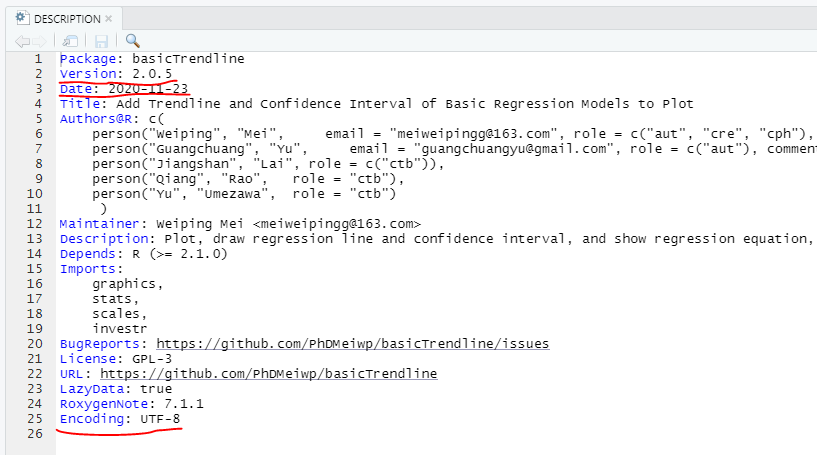 DESCRIPTION
1 Package: basicTrendline
2 Version: 2.0.5
3 Date: 2020-11-23
4 Title: Add Trendline and Confidence Interval of Basic Regression Models to Plot
5 Authors@R: c(
6 person("Weiping", "Mei", email = "meiweipingg@163.com", role = c("aut", "cre", "cph"),
7 person("Guangchuang", "Yu", email = "guangchuangyu@gmail.com", role = c("aut"), comment
8 person("Jiangshan", "Lai", role = c("ctb")),
9 person("Qiang", "Rao", role = "ctb"),
10 person("Yu", "Umezawa", role = "ctb")
11 )
12 Maintainer: Weiping Mei <meiweipingg@163.com>
13 Description: Plot, draw regression line and confidence interval, and show regression equation,
14 Depends: R (>= 2.1.0)
15 Imports:
16 graphics,
17 stats,
18 scales,
19 investr
20 BugReports: https://github.com/PhDMeiwp/basicTrendline/issues
21 License: GPL-3
22 URL: https://github.com/PhDMeiwp/basicTrendline
23 LazyData: true
24 RoxygenNote: 7.1.1
25 Encoding: UTF-8
26